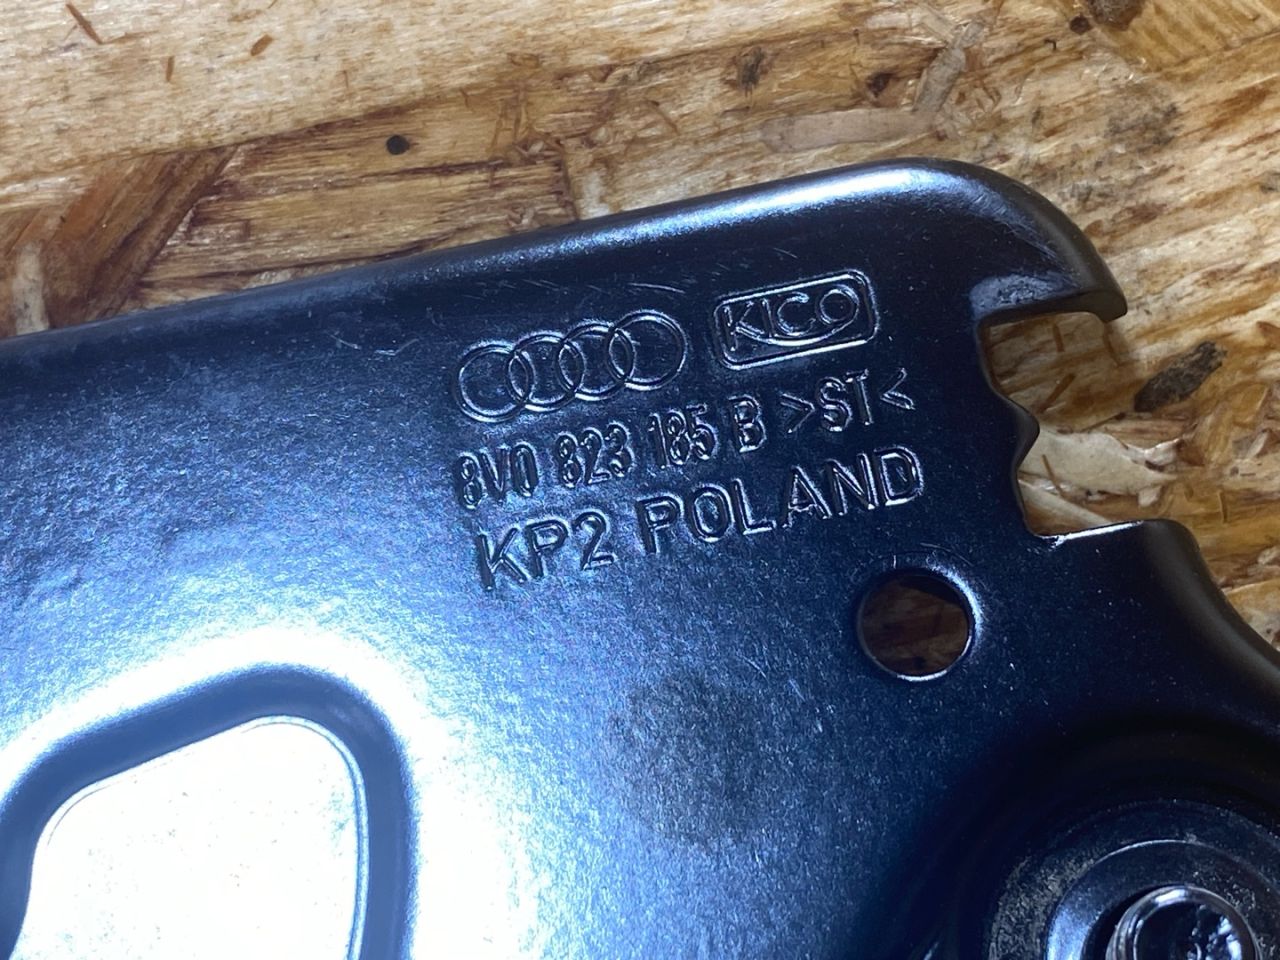 KICO
8V0 823 185 B >ST<
KP2 POLAND